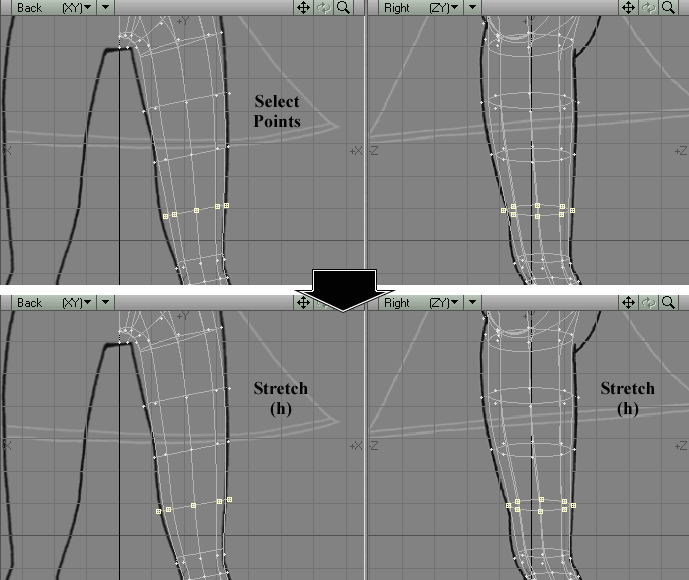 Back (XY)
Right (ZY)
+Y
+Y
Select
Points
X
+X
-Z
+Z
Back (XY)
Right (ZY)
+Y
Stretch
(h)
Stretch
(h)
X
+X
-Z
+Z